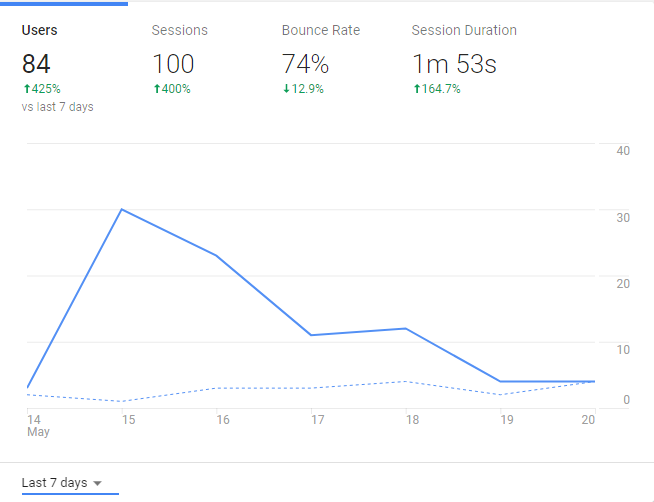 Users Sessions Bounce Rate Session Duration
84 100 74% 1m 53s
↑425% ↑400% ↓12.9% ↑164.7%
vs last 7 days
40
30
20
10
0
14 15 16 17 18 19 20
May
Last 7 days